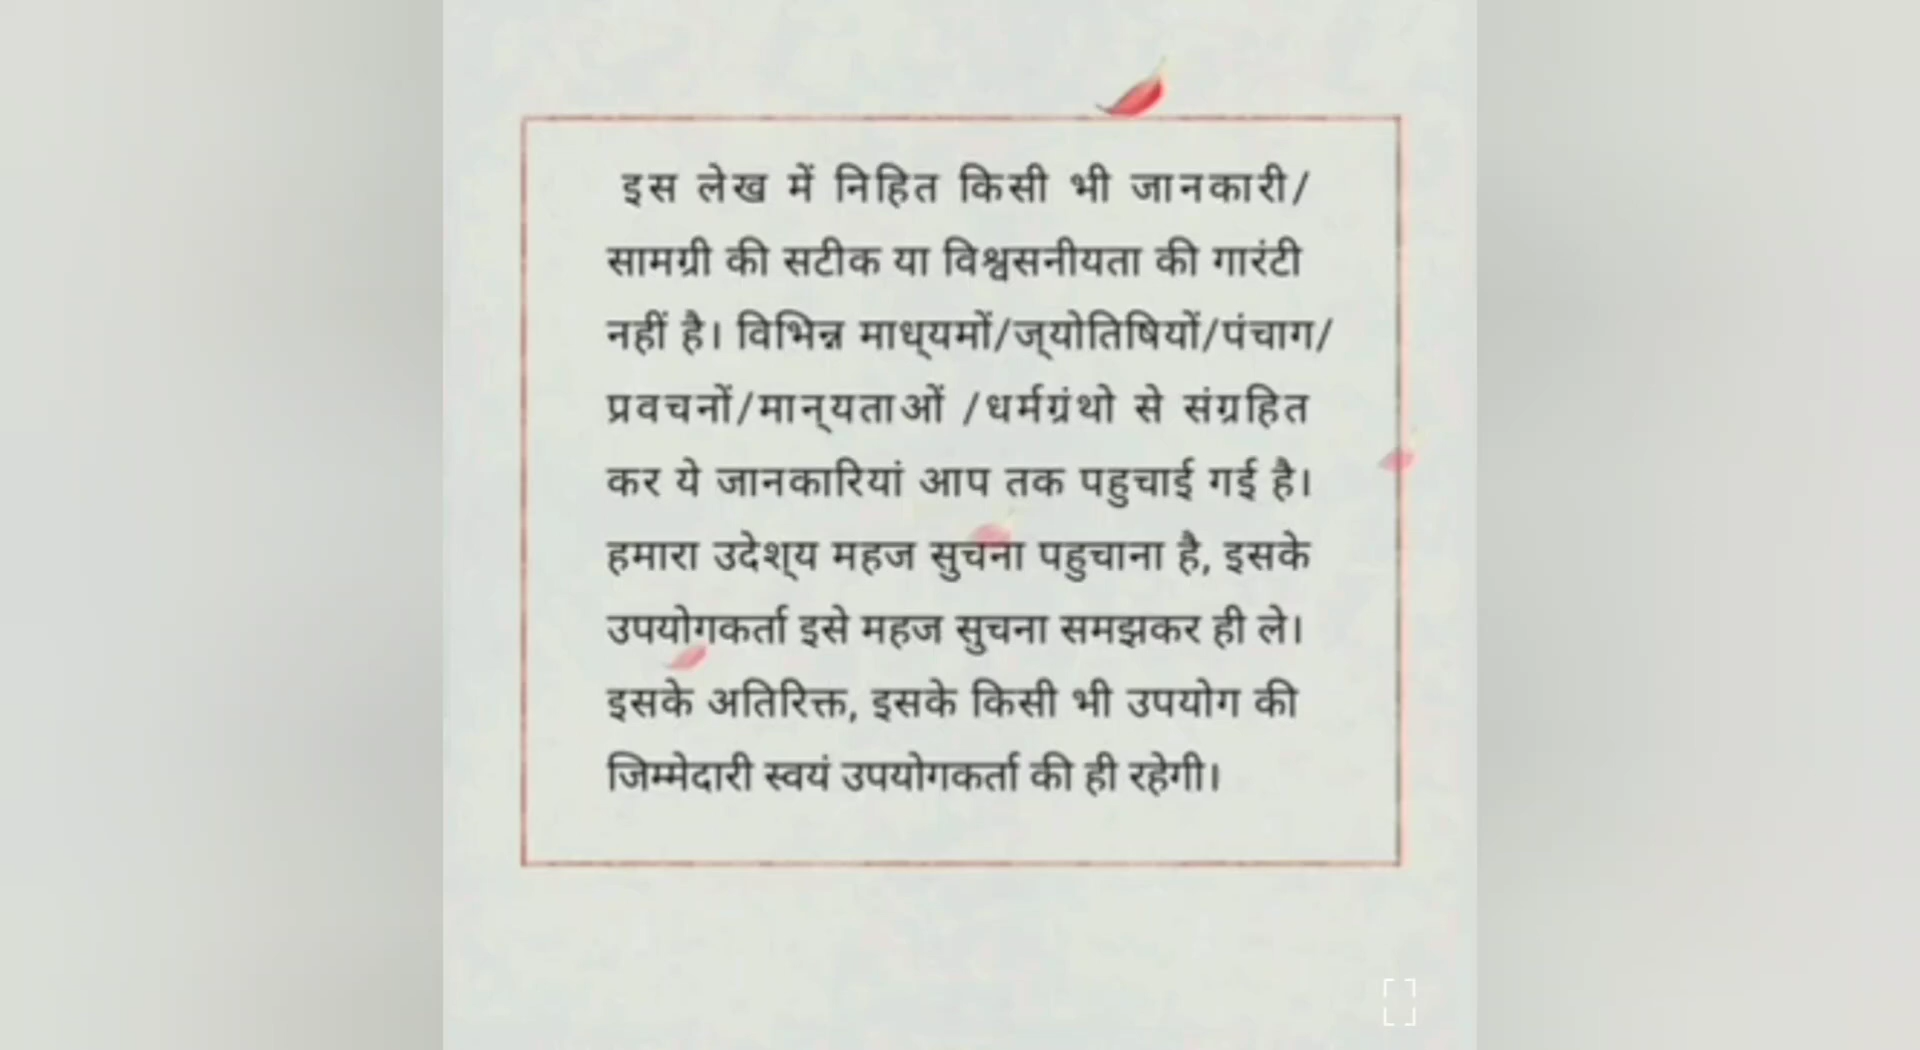 इस लेख में निहित किसी भी जानकारी/
सामग्री की सटीक या विश्वसनीयता की गारंटी
नहीं है। विभिन्न माध्यमों/ज्योतिषियों/पंचाग/
प्रवचनों/मान्यताओं /धर्मग्रंथो से संग्रहित
कर ये जानकारियां आप तक पहुचाई गई है।
हमारा उदेश्य महज सुचना पहुचाना है, इसके
उपयोगकर्ता इसे महज सुचना समझकर ही ले।
इसके अतिरिक्त, इसके किसी भी उपयोग की
जिम्मेदारी स्वयं उपयोगकर्ता की ही रहेगी।